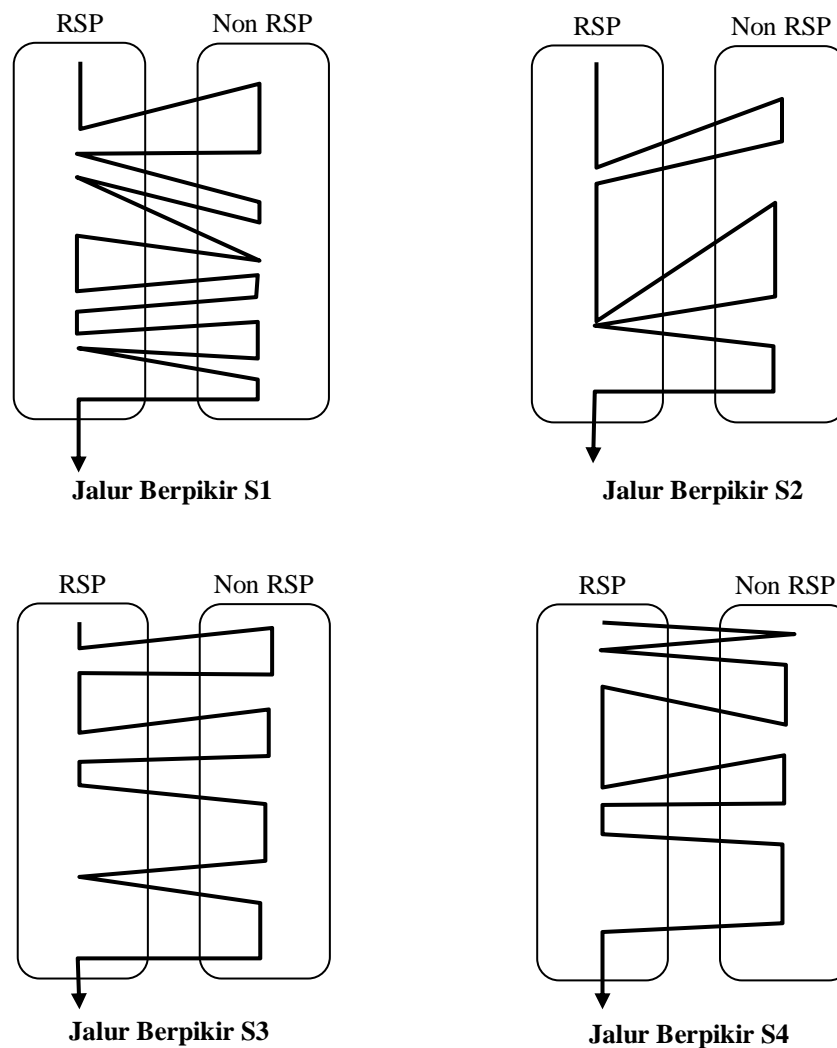 RSP Non RSP
RSP Non RSP
Jalur Berpikir S1
Jalur Berpikir S2
RSP Non RSP
RSP Non RSP
Jalur Berpikir S3
Jalur Berpikir S4